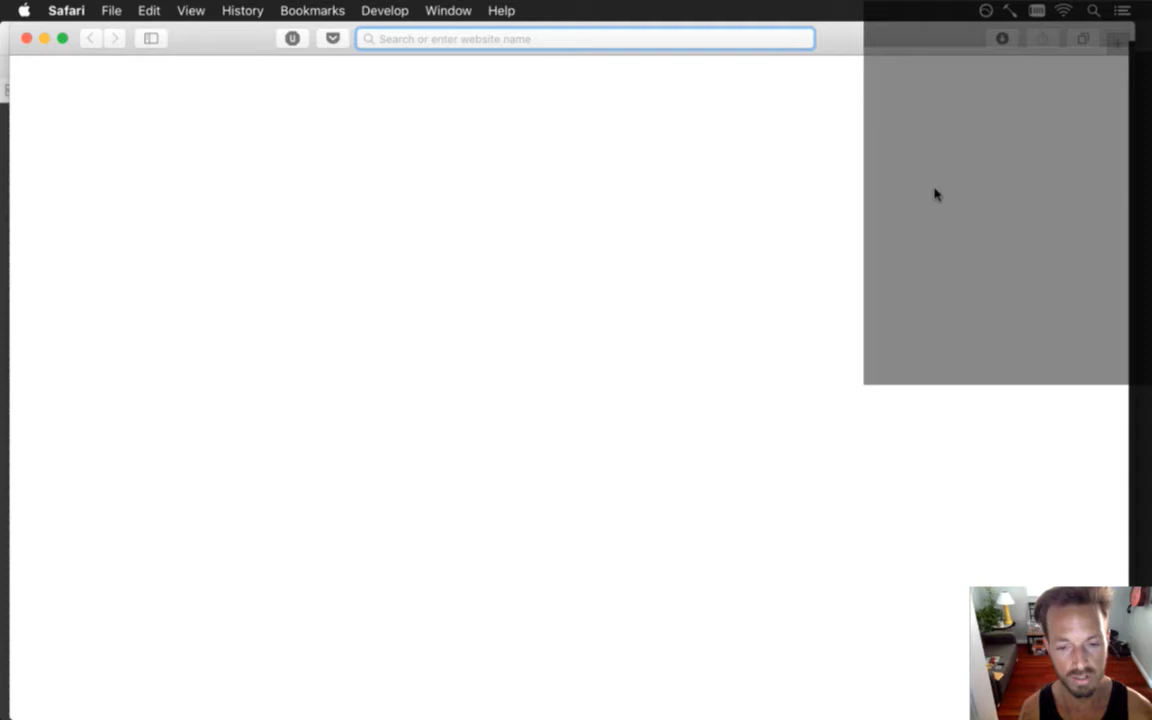 Safari File Edit View History Bookmarks Develop Window Help
U Search or enter website name